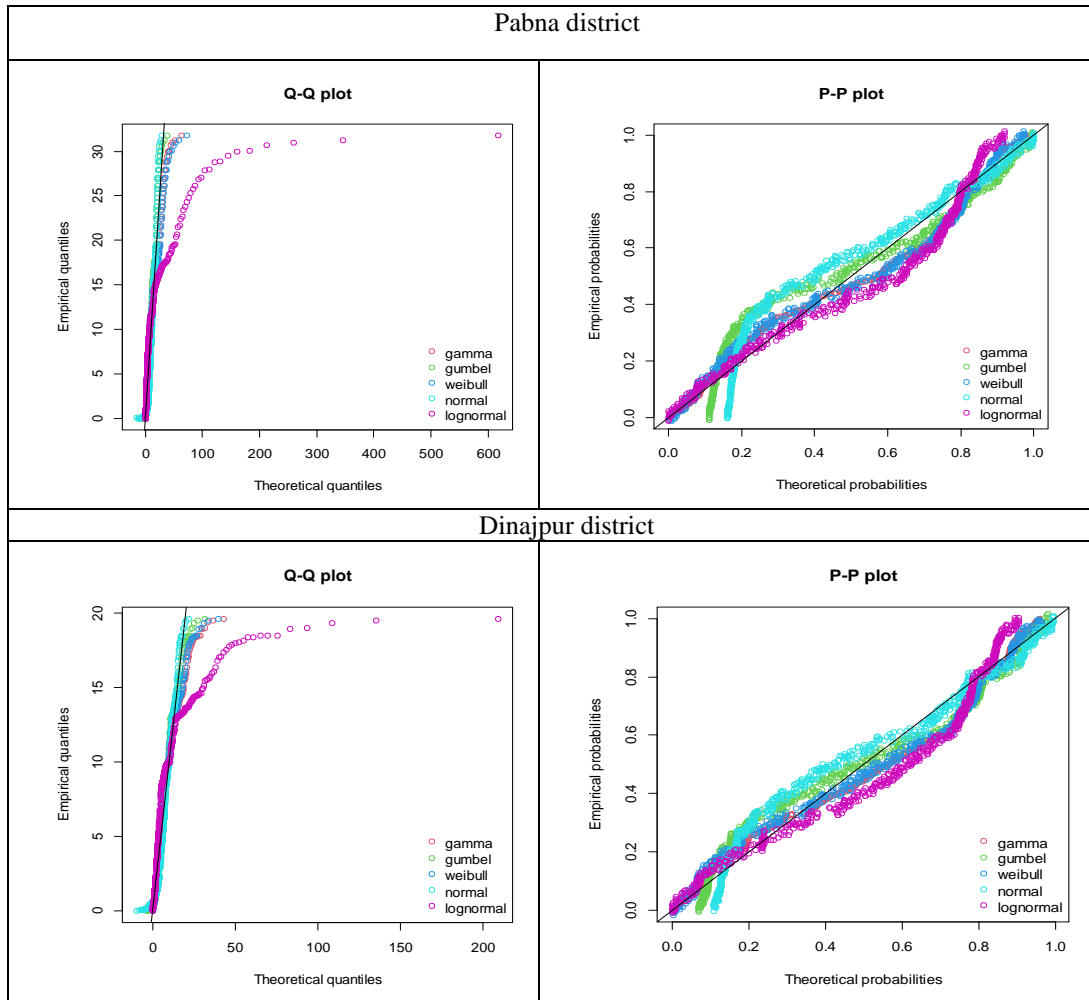 Pabna district
Q-Q plot
Empirical quantiles
0 5 10 15 20 25 30
gamma
gumbel
weibull
normal
lognormal
0 100 200 300 400 500 600
Theoretical quantiles
P-P plot
Empirical probabilities
0.0 0.2 0.4 0.6 0.8 1.0
gamma
gumbel
weibull
normal
lognormal
0.0 0.2 0.4 0.6 0.8 1.0
Theoretical probabilities
Dinajpur district
Q-Q plot
Empirical quantiles
0 5 10 15 20
gamma
gumbel
weibull
normal
lognormal
0 50 100 150 200
Theoretical quantiles
P-P plot
Empirical probabilities
0.0 0.2 0.4 0.6 0.8 1.0
gamma
gumbel
weibull
normal
lognormal
0.0 0.2 0.4 0.6 0.8 1.0
Theoretical probabilities